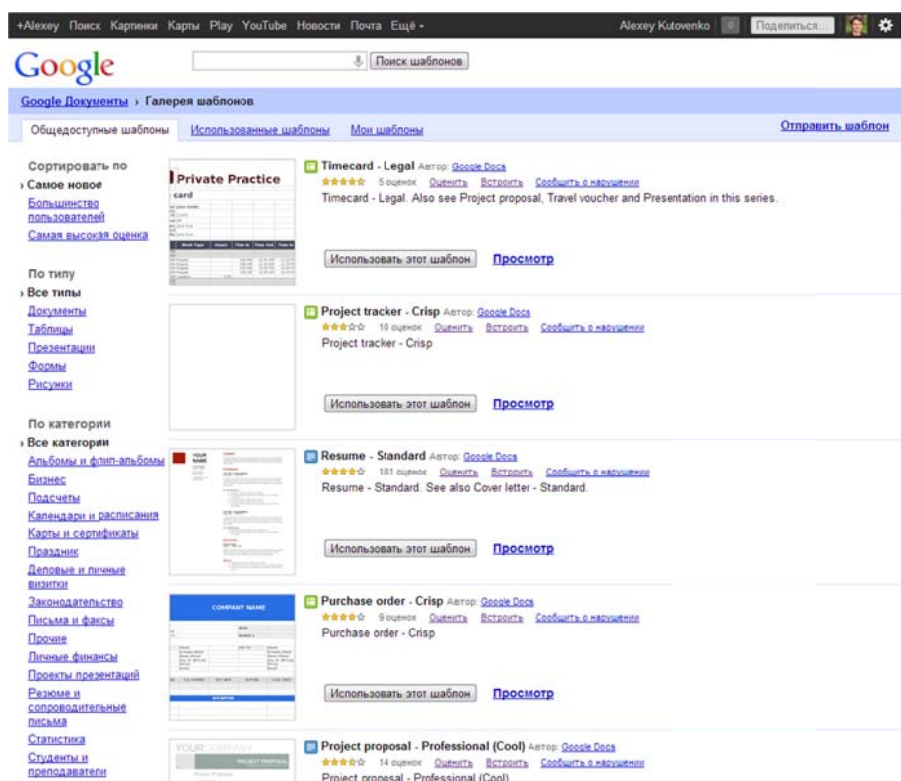 +Alexey Поиск Картинки Карты Play YouTube Новости Почта Ещё
Alexey Kutovenko 0 Поделиться...
Google
Поиск шаблонов
Google Документы › Галерея шаблонов
Общедоступные шаблоны Использованные шаблоны Мои шаблоны Отправить шаблон
Сортировать по
› Самое новое
Большинство
пользователей
Самая высокая оценка
По типу
› Все типы
Документы
Таблицы
Презентации
Формы
Рисунки
По категории
› Все категории
Альбомы и флип-альбомы
Бизнес
Подсчеты
Календари и расписания
Карты и сертификаты
Праздник
Деловые и личные
визитки
Законодательство
Письма и факсы
Прочие
Личные финансы
Проекты презентаций
Резюме и
сопроводительные
письма
Статистика
Студенты и
преподаватели
Private Practice
card
Timecard - Legal Автор: Google Docs
5 оценок Оценить Встроить Сообщить о нарушении
Timecard - Legal. Also see Project proposal, Travel voucher and Presentation in this series.
Использовать этот шаблон Просмотр
Project tracker - Crisp Автор: Google Docs
10 оценок Оценить Встроить Сообщить о нарушении
Project tracker - Crisp
Использовать этот шаблон Просмотр
YOUR
NAME
Resume - Standard Автор: Google Docs
181 оценок Оценить Встроить Сообщить о нарушении
Resume - Standard. See also Cover letter - Standard.
Использовать этот шаблон Просмотр
COMPANY NAME
Purchase order - Crisp Автор: Google Docs
9 оценок Оценить Встроить Сообщить о нарушении
Purchase order - Crisp
Использовать этот шаблон Просмотр
YOURCOMPANY
PROJECT PROPOSAL
Project proposal - Professional (Cool) Автор: Google Docs
14 оценок Оценить Встроить Сообщить о нарушении
Project proposal - Professional (Cool)